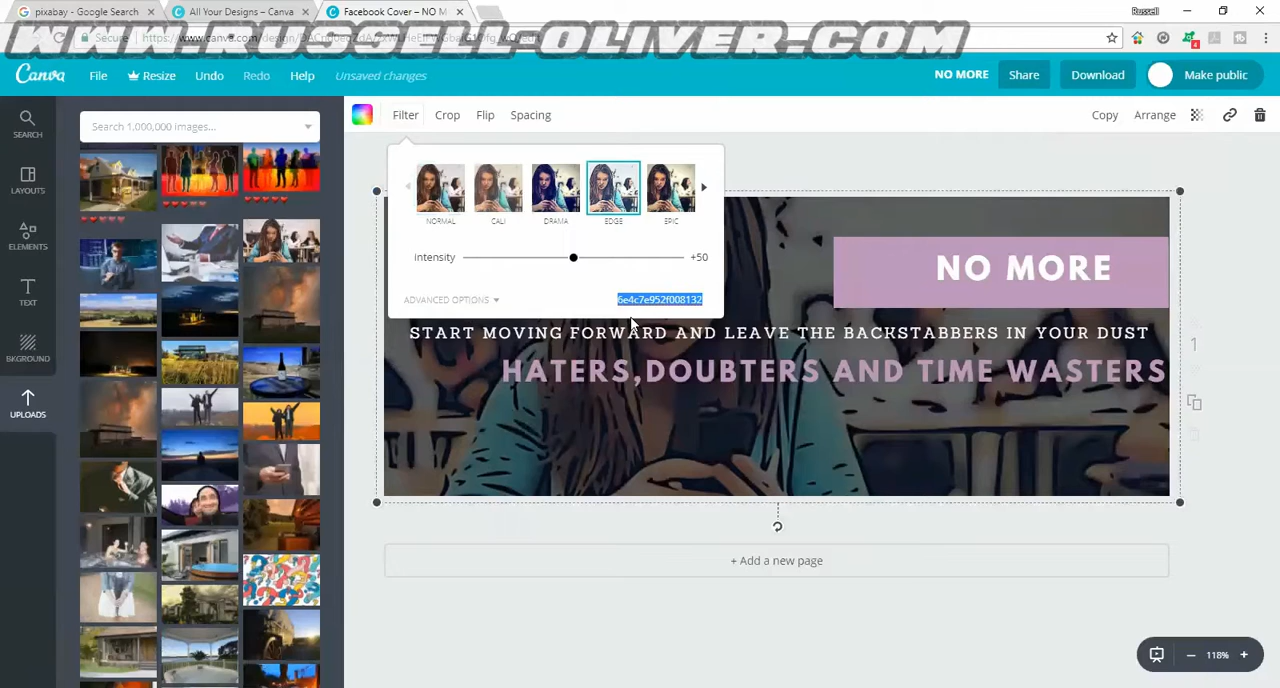 pixabay - Google Search
All Your Designs – Canva
Facebook Cover – NO M
Russell
Secure
WWW.RUSSELL-OLIVER.COM
Canva
File
Resize
Undo
Redo
Help
Unsaved changes
NO MORE
Share
Download
Make public
SEARCH
LAYOUTS
ELEMENTS
TEXT
BKGROUND
UPLOADS
Search 1,000,000 images...
Filter
Crop
Flip
Spacing
Copy
Arrange
NORMAL
CALI
DRAMA
EDGE
EPIC
Intensity
+50
ADVANCED OPTIONS
6e4c7e952f008132
NO MORE
START MOVING FORWARD AND LEAVE THE BACKSTABBERS IN YOUR DUST
HATERS,DOUBTERS AND TIME WASTERS
1
+ Add a new page
118%